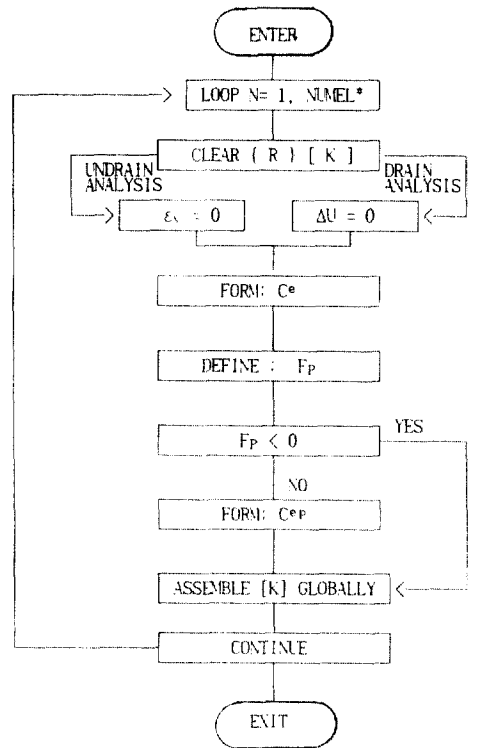 ENTER
LOOP N= 1, NUMEL*
CLEAR { R } [ K ]
UNDRAIN
ANALYSIS
DRAIN
ANALYSIS
εv = 0
ΔU = 0
FORM: Cᵉ
DEFINE : Fp
Fp < 0
YES
NO
FORM: Cᵉᵖ
ASSEMBLE [K] GLOBALLY
CONTINUE
EXIT